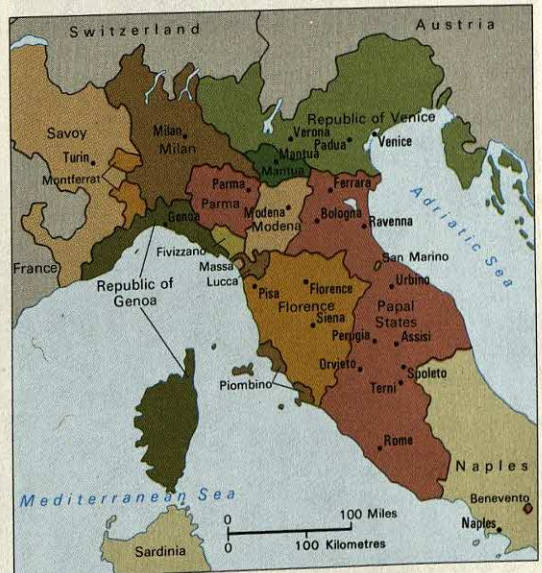 Switzerland
Austria
Savoy
Milan
Milan
Republic of Venice
Verona
Padua
Venice
Turin
Mantua
Mantua
Montferrat
Parma
Parma
Ferrara
Modena
Modena
Bologna
Ravenna
Adriatic Sea
Genoa
Fivizzano
San Marino
France
Massa
Lucca
Republic of
Genoa
Pisa
Florence
Florence
Urbino
Siena
Papal
States
Perugia
Assisi
Orvieto
Spoleto
Piombino
Terni
Rome
Naples
Mediterranean Sea
0
100 Miles
0
100 Kilometres
Benevento
Naples
Sardinia